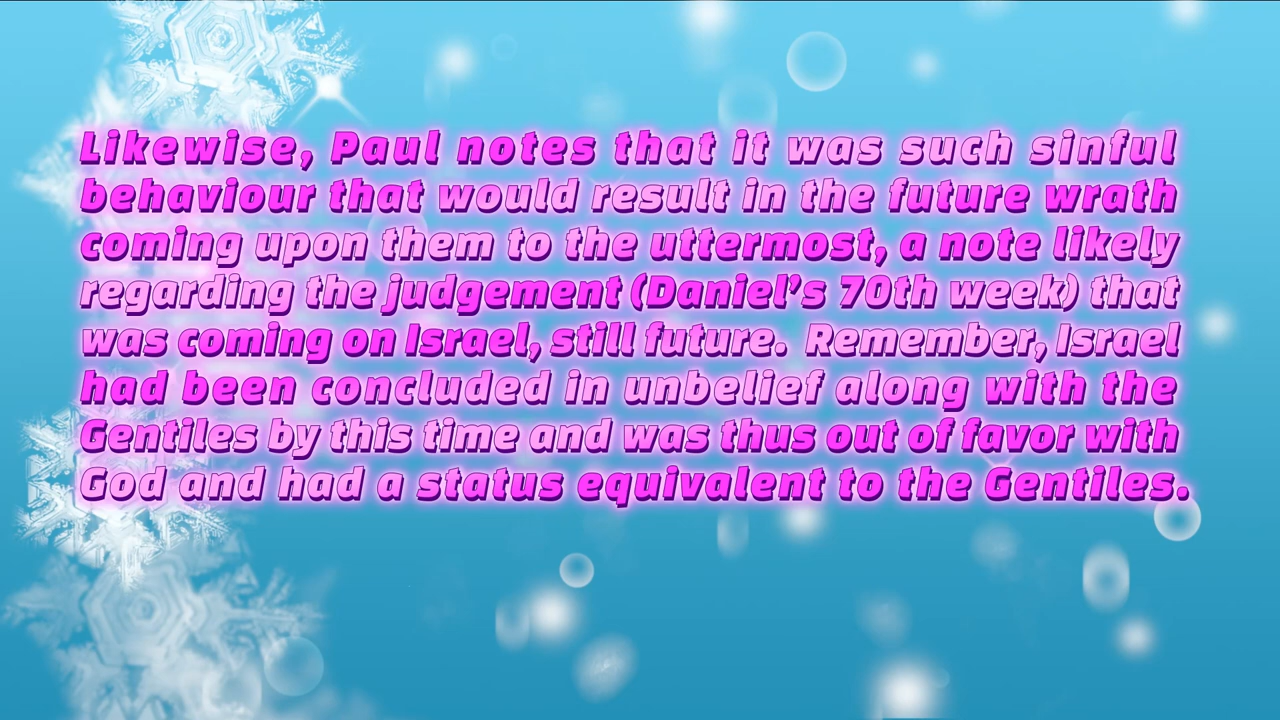 Likewise, Paul notes that it was such sinful
behaviour that would result in the future wrath
coming upon them to the uttermost, a note likely
regarding the judgement (Daniel’s 70th week) that
was coming on Israel, still future. Remember, Israel
had been concluded in unbelief along with the
Gentiles by this time and was thus out of favor with
God and had a status equivalent to the Gentiles.